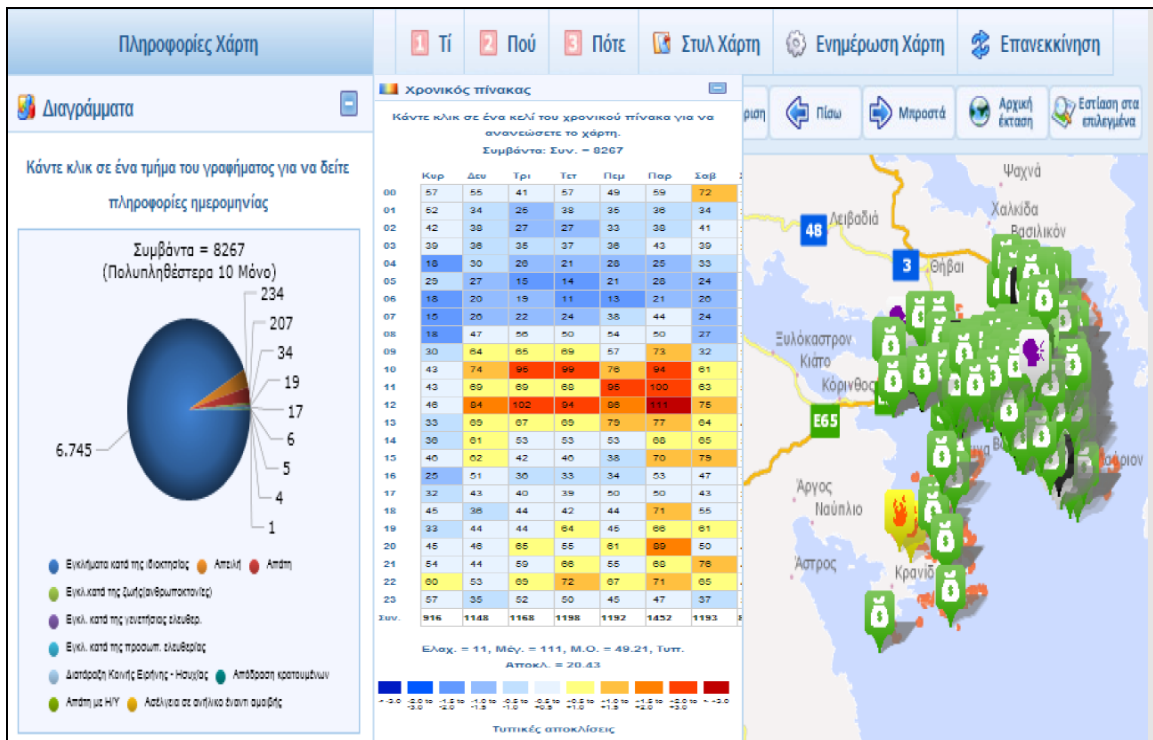 Πληροφορίες Χάρτη
1 Τί
2 Πού
3 Πότε
Στυλ Χάρτη
Ενημέρωση Χάρτη
Επανεκκίνηση
Διαγράμματα
Κάντε κλικ σε ένα τμήμα του γραφήματος για να δείτε
πληροφορίες ημερομηνίας
Συμβάντα = 8267
(Πολυπληθέστερα 10 Μόνο)
234
207
34
19
17
6
5
4
1
6.745
Εγκλήματα κατά της ιδιοκτησίας Απειλή Απάτη
Εγκλ.κατά της ζωής(ανθρωποκτονίες)
Εγκλ. κατά της γενετήσιας ελευθερ.
Εγκλ. κατά της προσωπ. ελευθερίας
Διατάραξη Κοινής Ειρήνης - Ησυχίας Απόδραση κρατουμένων
Απάτη με Η/Υ Ασέλγεια σε ανήλικο έναντι αμοιβής
Χρονικός πίνακας
Κάντε κλικ σε ένα κελί του χρονικού πίνακα για να
ανανεώσετε το χάρτη.
Συμβάντα: Συν. = 8267
Κυρ Δευ Τρι Τετ Πεμ Παρ Σαβ
00 57 55 41 57 49 59 72
01 52 34 25 38 35 36 34
02 42 38 27 27 33 38 41
03 39 36 35 37 36 43 39
04 18 30 26 21 28 25 33
05 29 27 15 14 21 28 24
06 18 20 19 11 13 21 26
07 15 26 22 24 38 44 24
08 18 47 56 50 54 50 27
09 30 64 65 69 57 73 32
10 43 74 95 99 76 94 61
11 43 69 69 68 95 100 63
12 46 84 102 94 86 111 75
13 33 69 67 69 79 77 64
14 36 61 53 53 53 68 65
15 46 62 42 46 38 70 79
16 25 51 36 33 34 53 47
17 32 43 40 39 50 50 43
18 45 36 44 42 44 71 55
19 33 44 44 64 45 66 61
20 45 46 65 55 61 89 50
21 54 44 59 66 55 68 76
22 60 53 69 72 67 71 65
23 57 35 52 50 45 47 37
Συν. 916 1148 1168 1198 1192 1452 1193
Ελαχ. = 11, Μέγ. = 111, Μ.Ο. = 49.21, Τυπ.
Αποκλ. = 20.43
Τυπικές αποκλίσεις
Πίσω
Μπροστά
Αρχική
έκταση
Εστίαση στα
επιλεγμένα
Ψαχνά
Χαλκίδα
Λειβαδιά
Βασιλικόν
48
3
Θήβαι
Ξυλόκαστρον
Κιάτο
Κόρινθος
E65
Άργος
Ναύπλιο
Άστρος
Κρανίδ